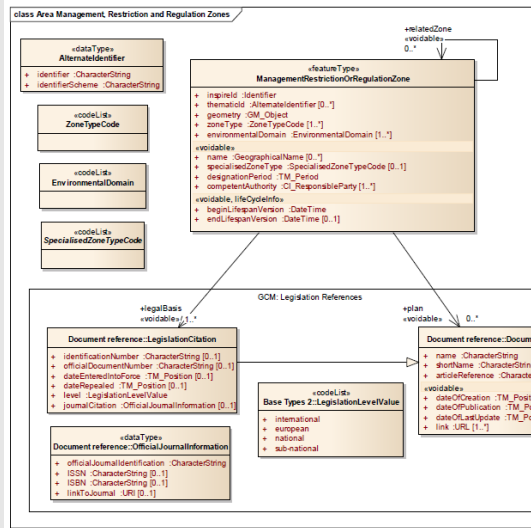 class Area Management, Restriction and Regulation Zones
«dataType»
AlternateIdentifier
+ identifier :CharacterString
+ identifierScheme :CharacterString
«codeList»
ZoneTypeCode
«codeList»
EnvironmentalDomain
«codeList»
SpecialisedZoneTypeCode
+relatedZone
«voidable»
0..*
«featureType»
ManagementRestrictionOrRegulationZone
+ inspireId :Identifier
+ thematicId :AlternateIdentifier [0..*]
+ geometry :GM_Object
+ zoneType :ZoneTypeCode [1..*]
+ environmentalDomain :EnvironmentalDomain [1..*]
«voidable»
+ name :GeographicalName [0..*]
+ specialisedZoneType :SpecialisedZoneTypeCode [0..1]
+ designationPeriod :TM_Period
+ competentAuthority :CI_ResponsibleParty [1..*]
«voidable, lifeCycleInfo»
+ beginLifespanVersion :DateTime
+ endLifespanVersion :DateTime [0..1]
GCM: Legislation References
+legalBasis
«voidable» 1..*
+plan
«voidable» 0..*
Document reference::LegislationCitation
+ identificationNumber :CharacterString [0..1]
+ officialDocumentNumber :CharacterString [0..1]
+ dateEnteredIntoForce :TM_Position [0..1]
+ dateRepealed :TM_Position [0..1]
+ level :LegislationLevelValue
+ journalCitation :OfficialJournalInformation [0..1]
Document reference::Docum
+ name :CharacterString
+ shortName :CharacterStrin
+ articleReference :Characte
«voidable»
+ dateOfCreation :TM_Posit
+ dateOfPublication :TM_Po
+ dateOfLastUpdate :TM_Po
+ link :URL [1..*]
«codeList»
Base Types 2::LegislationLevelValue
+ international
+ european
+ national
+ sub-national
«dataType»
Document reference::OfficialJournalInformation
+ officialJournalIdentification :CharacterString
+ ISSN :CharacterString [0..1]
+ ISBN :CharacterString [0..1]
+ linkToJournal :URI [0..1]